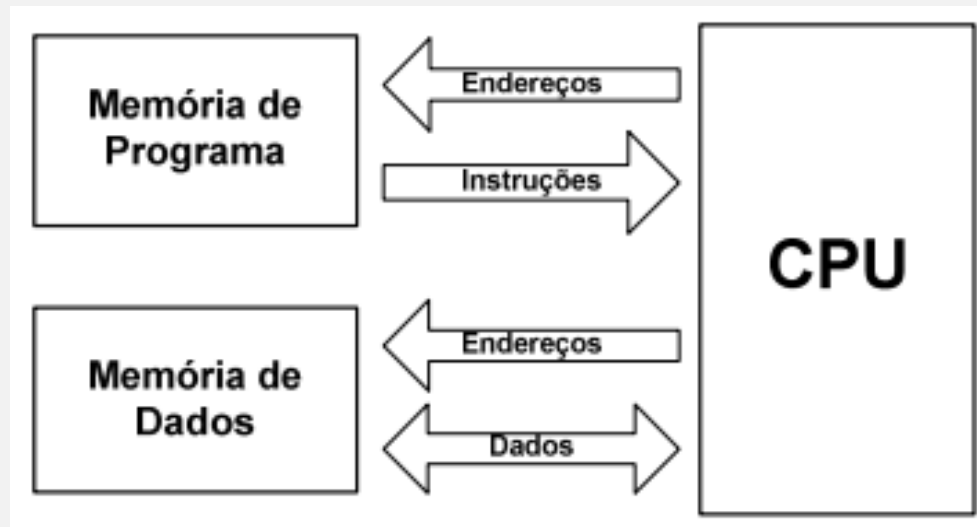 Memória de
Programa
Endereços
Instruções
CPU
Memória de
Dados
Endereços
Dados